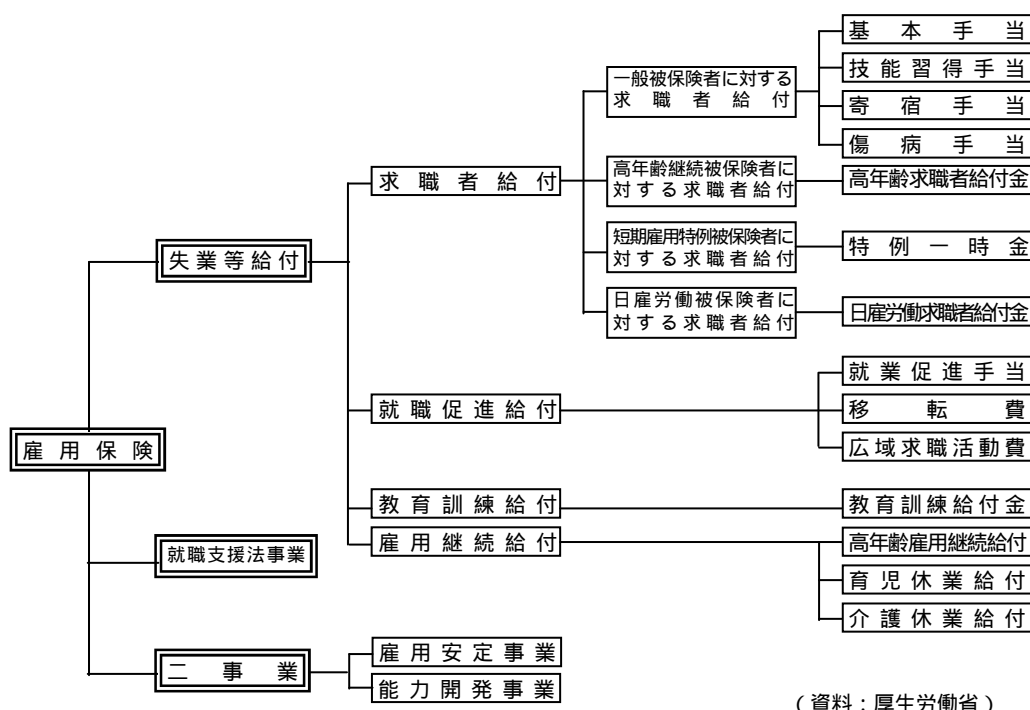 雇用保険
失業等給付
求職者給付
一般被保険者に対する
求職者給付
基本手当
技能習得手当
寄宿手当
傷病手当
高年齢継続被保険者に
対する求職者給付
高年齢求職者給付金
短期雇用特例被保険者に
対する求職者給付
特例一時金
日雇労働被保険者に
対する求職者給付
日雇労働求職者給付金
就職促進給付
就業促進手当
移転費
広域求職活動費
教育訓練給付
教育訓練給付金
雇用継続給付
高年齢雇用継続給付
育児休業給付
介護休業給付
就職支援法事業
二事業
雇用安定事業
能力開発事業
（資料：厚生労働省）